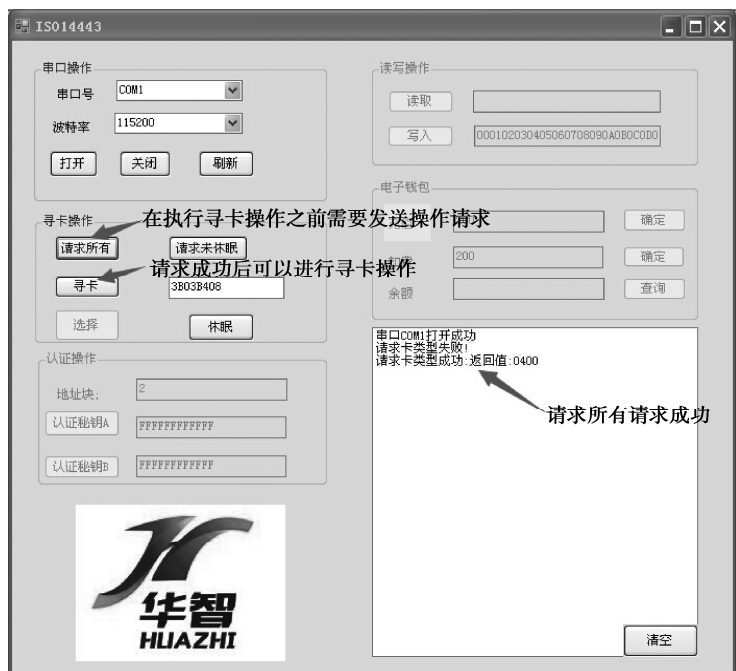 ISO14443
串口操作
串口号
COM1
波特率
115200
打开
关闭
刷新
寻卡操作
在执行寻卡操作之前需要发送操作请求
请求所有
请求未休眠
请求成功后可以进行寻卡操作
寻卡
3B03B408
选择
休眠
认证操作
地址块:
2
认证秘钥A
FFFFFFFFFFFF
认证秘钥B
FFFFFFFFFFFF
华智
HUAZHI
读写操作
读取
写入
000102030405060708090A0B0C0D0
电子钱包
确定
200
确定
余额
查询
串口COM1打开成功
请求卡类型失败!
请求卡类型成功:返回值:0400
请求所有请求成功
清空